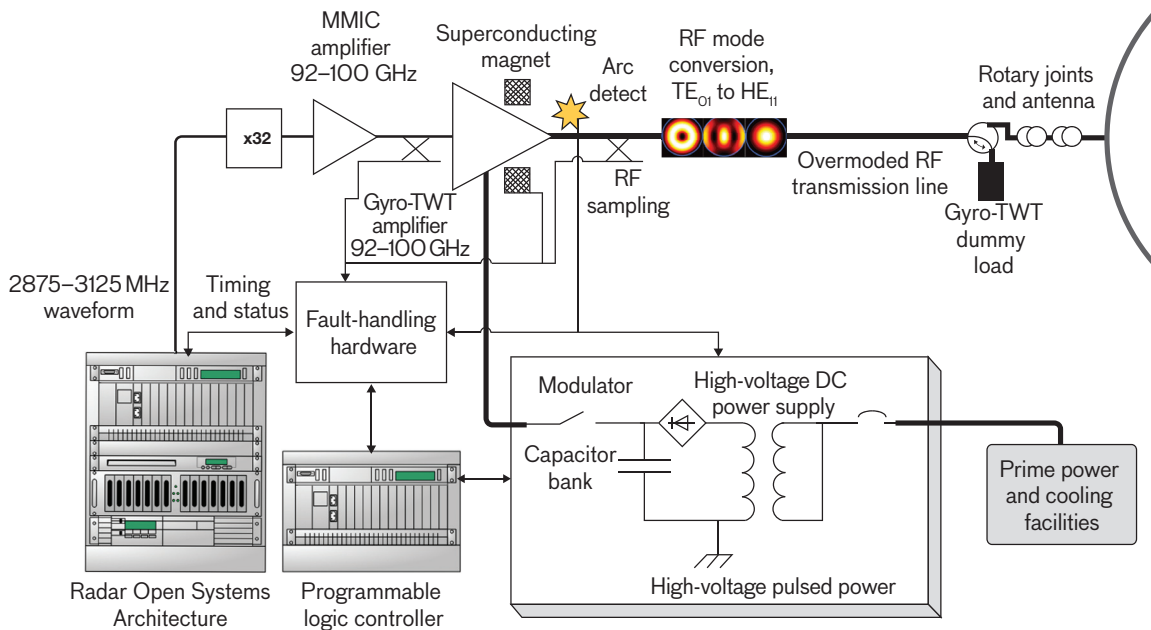 MMIC
amplifier
92–100 GHz
Superconducting
magnet
Arc
detect
RF mode
conversion,
TE₀₁ to HE₁₁
Rotary joints
and antenna
x32
Overmoded RF
transmission line
RF
sampling
Gyro-TWT
amplifier
92–100 GHz
Gyro-TWT
dummy
load
2875–3125 MHz
waveform
Timing
and status
Fault-handling
hardware
Modulator
High-voltage DC
power supply
Capacitor
bank
Prime power
and cooling
facilities
High-voltage pulsed power
Radar Open Systems
Architecture
Programmable
logic controller